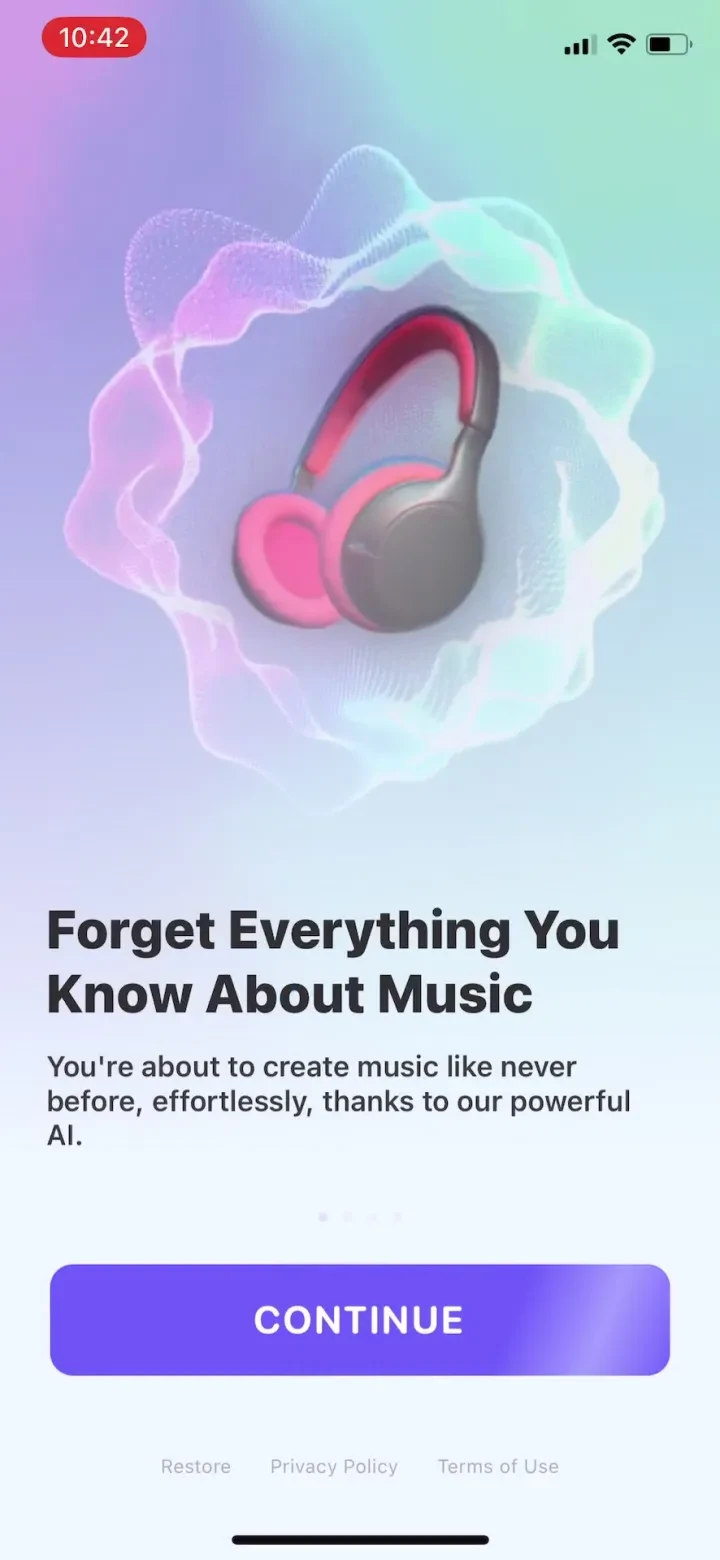 10:42
Forget Everything You
Know About Music
You're about to create music like never
before, effortlessly, thanks to our powerful
AI.
CONTINUE
Restore Privacy Policy Terms of Use